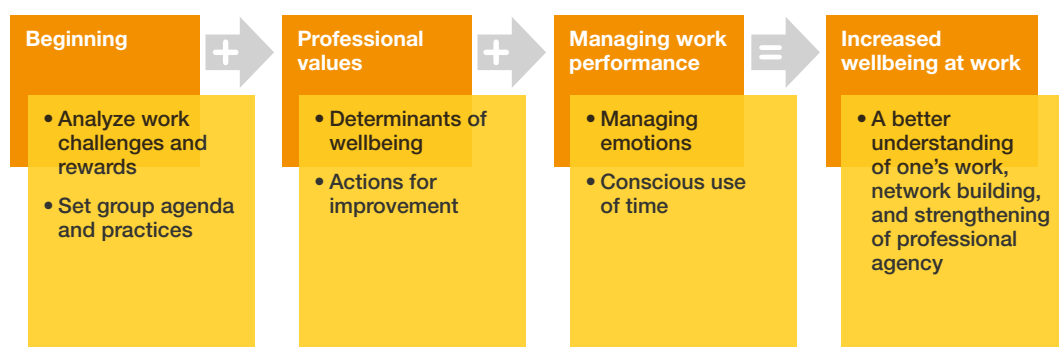 Beginning
• Analyze work
challenges and
rewards
• Set group agenda
and practices
+
Professional
values
• Determinants of
wellbeing
• Actions for
improvement
+
Managing work
performance
• Managing
emotions
• Conscious use
of time
=
Increased
wellbeing at work
• A better
understanding
of one’s work,
network building,
and strengthening
of professional
agency